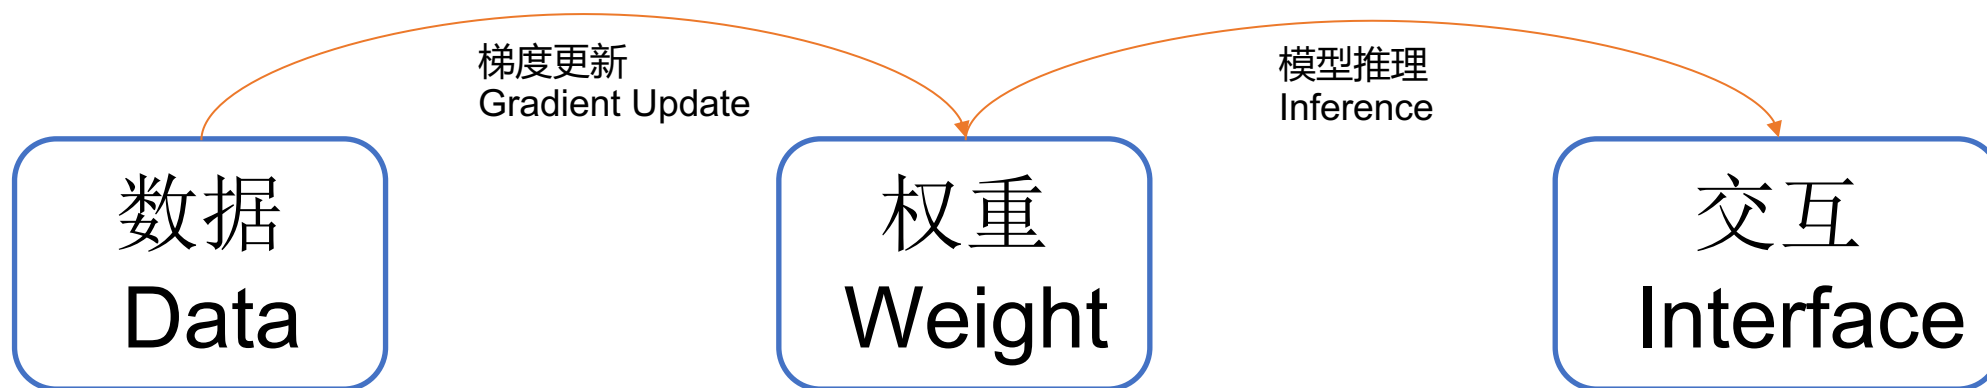 梯度更新
Gradient Update
模型推理
Inference
数据
Data
权重
Weight
交互
Interface